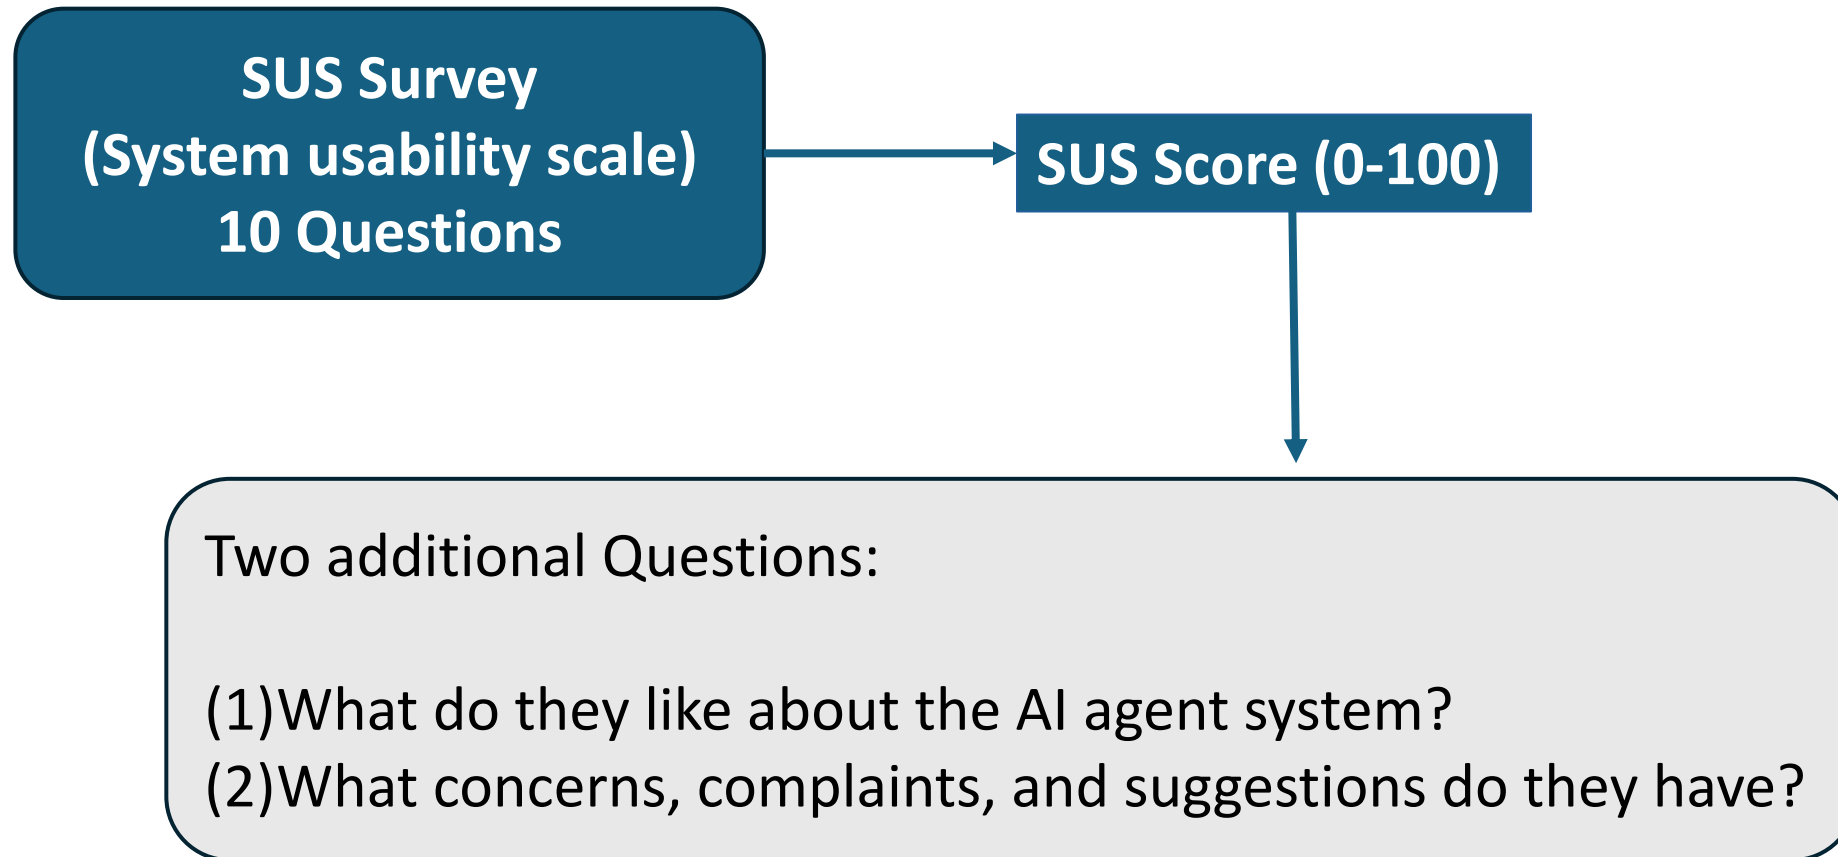 SUS Survey
(System usability scale)
10 Questions
SUS Score (0-100)
Two additional Questions:
(1)What do they like about the AI agent system?
(2)What concerns, complaints, and suggestions do they have?